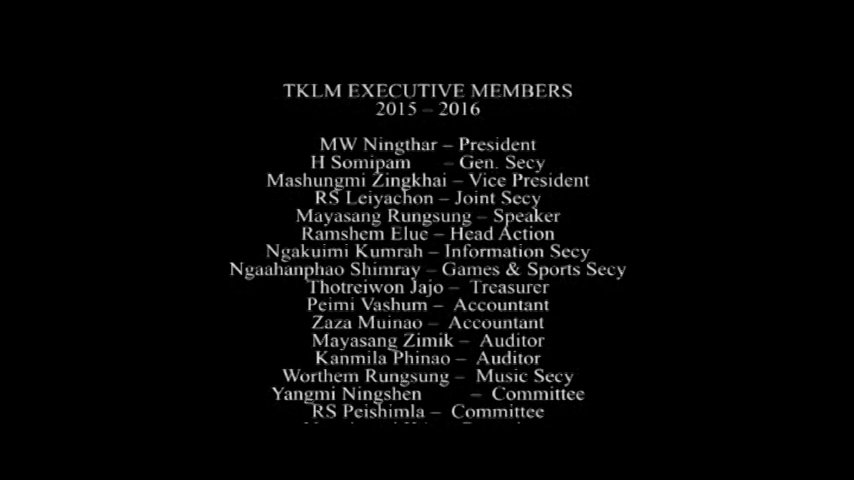 TKLM EXECUTIVE MEMBERS
2015 – 2016
MW Ningthar – President
H Somipam – Gen. Secy
Mashungmi Zingkhai – Vice President
RS Leiyachon – Joint Secy
Mayasang Rungsung – Speaker
Ramshem Elue – Head Action
Ngakuimi Kumrah – Information Secy
Ngaahanphao Shimray – Games & Sports Secy
Thotreiwon Jajo – Treasurer
Peimi Vashum – Accountant
Zaza Muinao – Accountant
Mayasang Zimik – Auditor
Kanmila Phinao – Auditor
Worthem Rungsung – Music Secy
Yangmi Ningshen – Committee
RS Peishimla – Committee